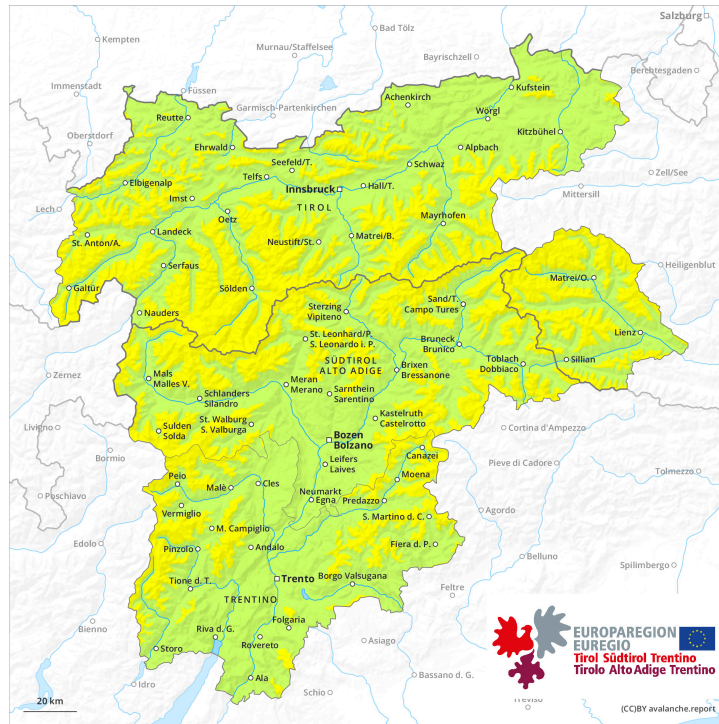 Salzburg
Kempten
Bad Tölz
Murnau/Staffelsee
Bayrischzell
Berchtesgaden
Immenstadt
Füssen
Achenkirch
Kufstein
Garmisch-Partenkirchen
Reutte
Wörgl
Oberstdorf
Ehrwald
Kitzbühel
Alpbach
Seefeld/T.
Schwaz
Zell/See
Telfs
Elbigenalp
Innsbruck
Hall/T.
Mittersill
Imst
TIROL
Lech
Oetz
Mayrhofen
Landeck
St. Anton/A.
Neustift/St.
Matrei/B.
Serfaus
Heiligenblut
Matrei/O.
Galtür
Sölden
Sand/T.
Campo Tures
Nauders
Sterzing
Vipiteno
Lienz
St. Leonhard/P.
S. Leonardo i. P.
Bruneck
Brunico
SÜDTIROL
ALTO ADIGE
Toblach
Dobbiaco
Sillian
Zernez
Mals
Malles V.
Meran
Merano
Brixen
Bressanone
Schlanders
Silandro
Sarnthein
Sarentino
St. Walburg
S. Valburga
Kastelruth
Castelrotto
Livigno
Sulden
Solda
Cortina d'Ampezzo
Bozen
Bolzano
Bormio
Canazei
Leifers
Laives
Pieve di Cadore
Tolmezzo
Peio
Moena
Malè
Cles
Poschiavo
Neumarkt
Egna
Predazzo
Vermiglio
Agordo
S. Martino d. C.
M. Campiglio
Edolo
Pinzolo
Andalo
Fiera d. P.
Belluno
Spilimbergo
Trento
Borgo Valsugana
Tione d. T.
Feltre
TRENTINO
Folgaria
Bienno
Riva d. G.
Rovereto
Asiago
Storo
EUROPAREGION
EUREGIO
Tirol Südtirol Trentino
Tirolo Alto Adige Trentino
Idro
Ala
Schio
Bassano d. G.
Treviso
20 km
(CC)BY avalanche.report